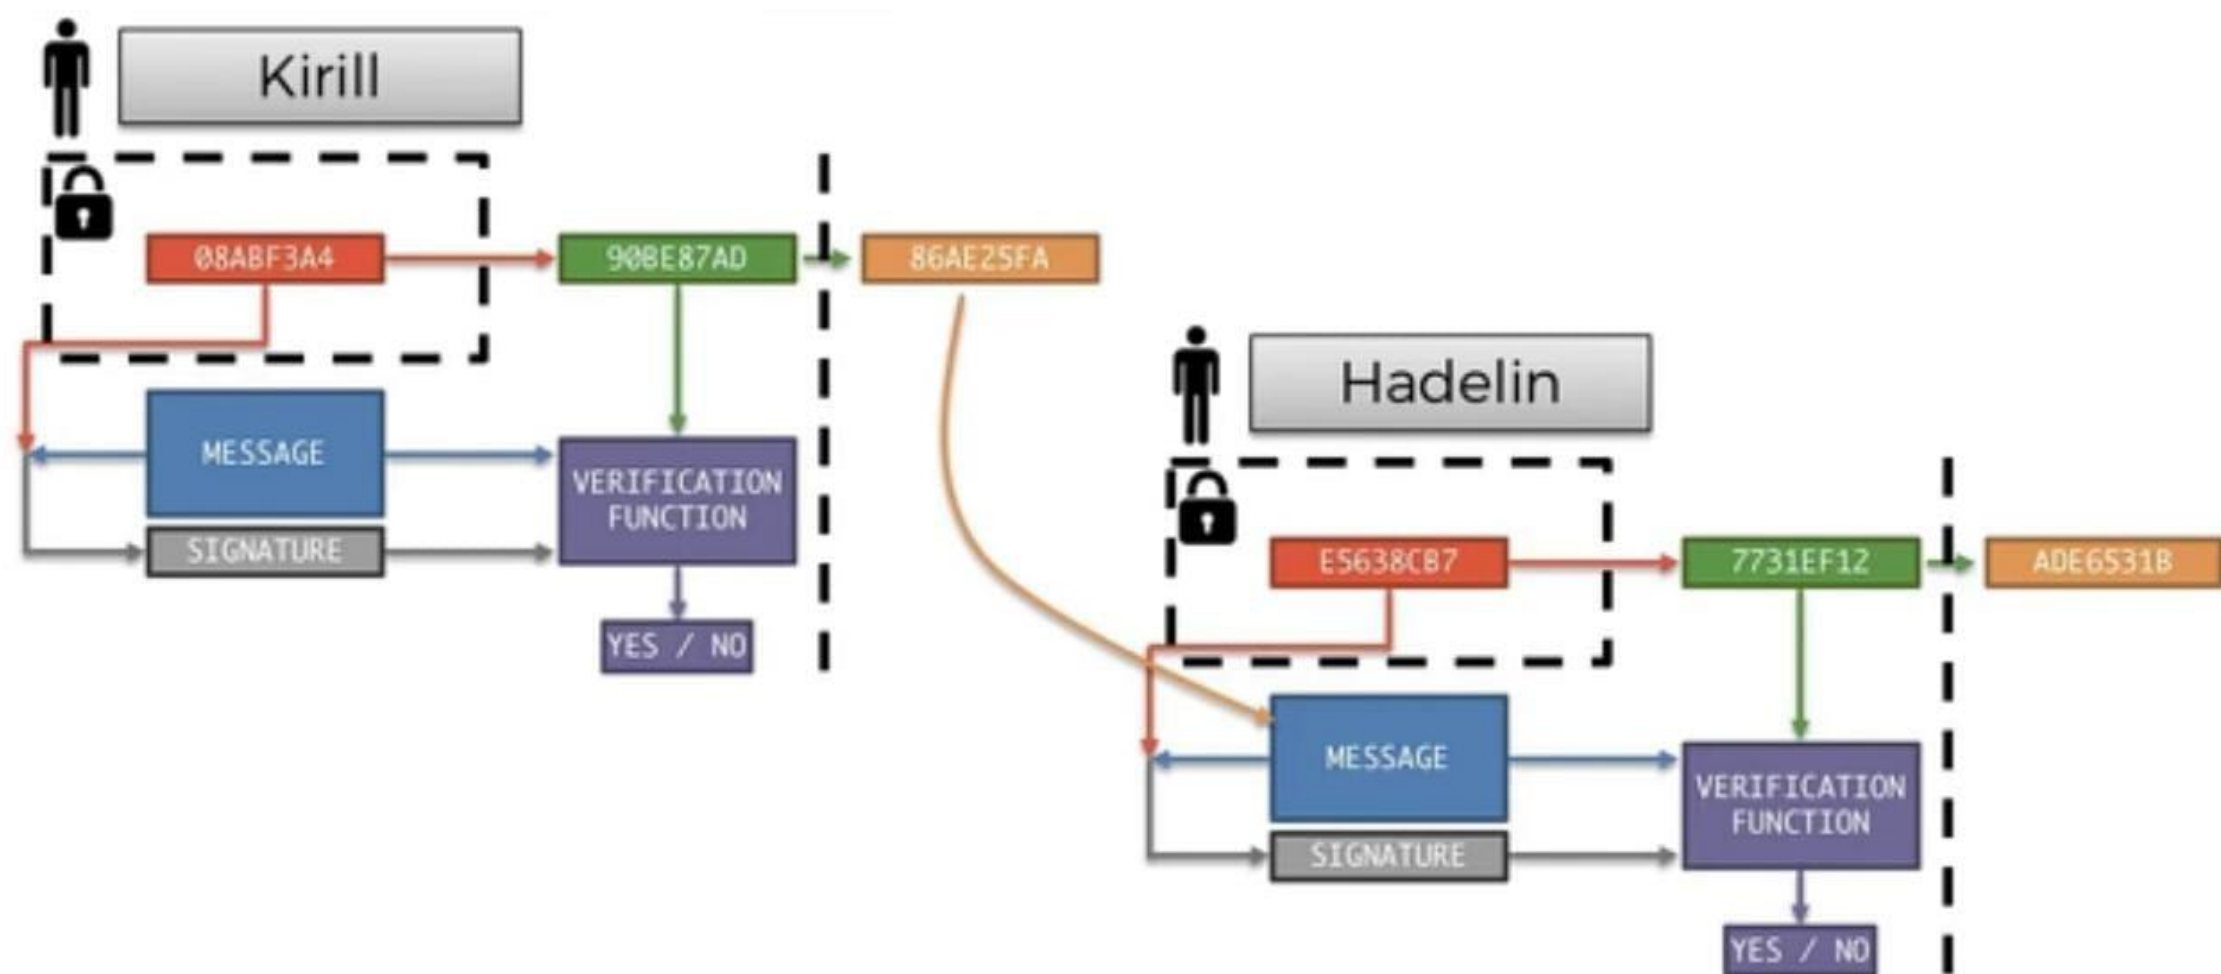 Kirill
08ABF3A4
90BE87AD
86AE25FA
MESSAGE
SIGNATURE
VERIFICATION
FUNCTION
YES / NO
Hadelin
E5638CB7
7731EF12
ADE6531B
MESSAGE
SIGNATURE
VERIFICATION
FUNCTION
YES / NO